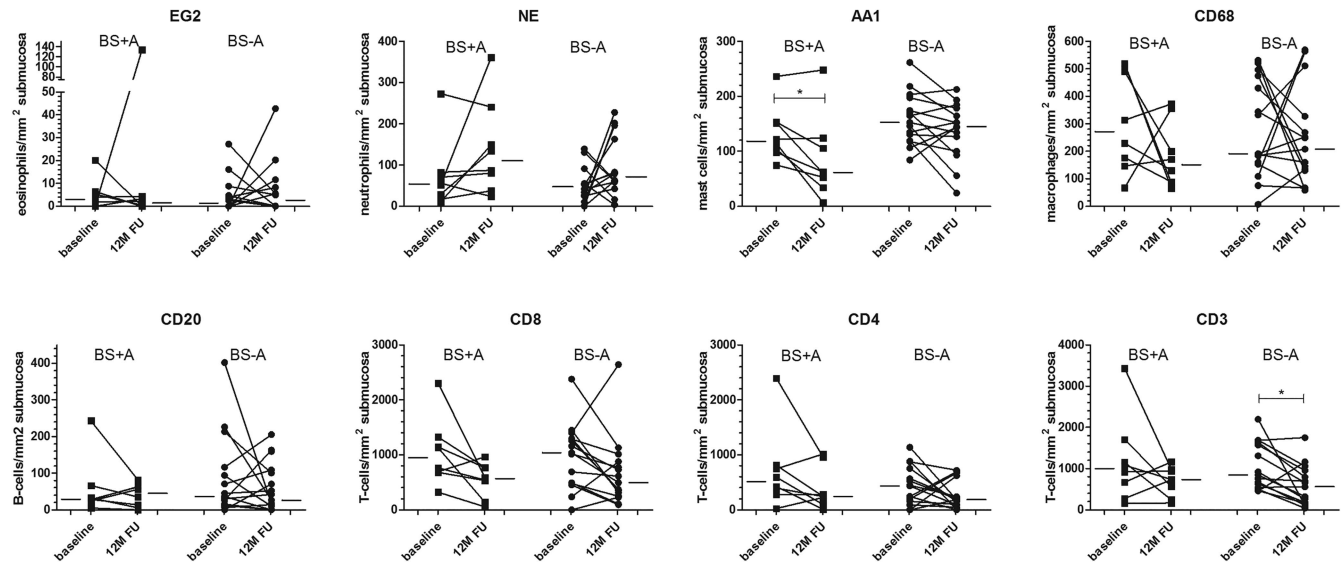 EG2
BS+A BS-A
eosinophils/mm² submucosa
140
120
100
80
50
40
30
20
10
0
baseline 12M FU baseline 12M FU
NE
BS+A BS-A
neutrophils/mm² submucosa
400
300
200
100
0
baseline 12M FU baseline 12M FU
AA1
BS+A BS-A
mast cells/mm² submucosa
300
200
100
0
*
baseline 12M FU baseline 12M FU
CD68
BS+A BS-A
macrophages/mm² submucosa
600
500
400
300
200
100
0
baseline 12M FU baseline 12M FU
CD20
BS+A BS-A
B-cells/mm2 submucosa
400
300
200
100
0
baseline 12M FU baseline 12M FU
CD8
BS+A BS-A
T-cells/mm² submucosa
3000
2000
1000
0
baseline 12M FU baseline 12M FU
CD4
BS+A BS-A
T-cells/mm² submucosa
3000
2000
1000
0
baseline 12M FU baseline 12M FU
CD3
BS+A BS-A
T-cells/mm² submucosa
4000
3000
2000
1000
0
*
baseline 12M FU baseline 12M FU